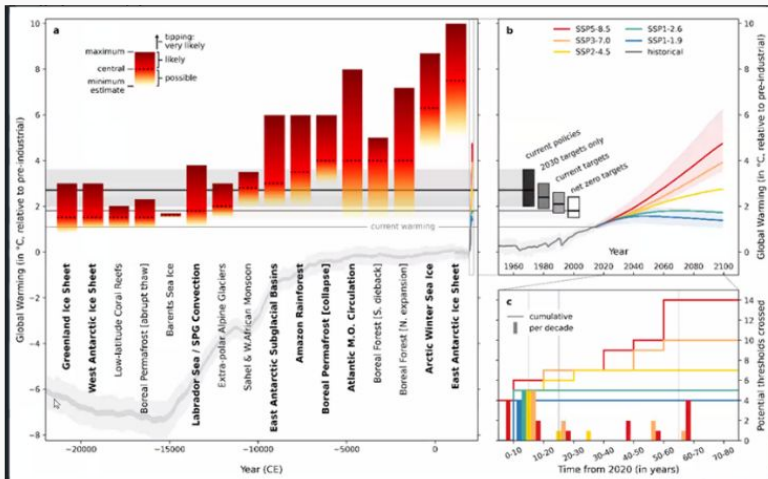 a
maximum
central
minimum
estimate
tipping:
very likely
likely
possible
10
8
6
4
2
0
−2
−4
−6
−8
Global Warming (in °C, relative to pre-industrial)
current warming
Greenland Ice Sheet
West Antarctic Ice Sheet
Low-latitude Coral Reefs
Boreal Permafrost [abrupt thaw]
Barents Sea Ice
Labrador Sea / SPG Convection
Extra-polar Alpine Glaciers
Sahel & W.African Monsoon
East Antarctic Subglacial Basins
Amazon Rainforest
Boreal Permafrost [collapse]
Atlantic M.O. Circulation
Boreal Forest [S. dieback]
Boreal Forest [N. expansion]
Arctic Winter Sea Ice
East Antarctic Ice Sheet
−20000
−15000
−10000
−5000
0
Year (CE)
b
SSP5-8.5
SSP3-7.0
SSP2-4.5
SSP1-2.6
SSP1-1.9
historical
current policies
2030 targets only
current targets
net zero targets
10
8
6
4
2
0
Global Warming (in °C, relative to pre-industrial)
Year
1960
1980
2000
2020
2040
2060
2080
2100
c
cumulative
per decade
14
12
10
8
6
4
2
0
Potential thresholds crossed
0-10
10-20
20-30
30-40
40-50
50-60
60-70
70-80
Time from 2020 (in years)